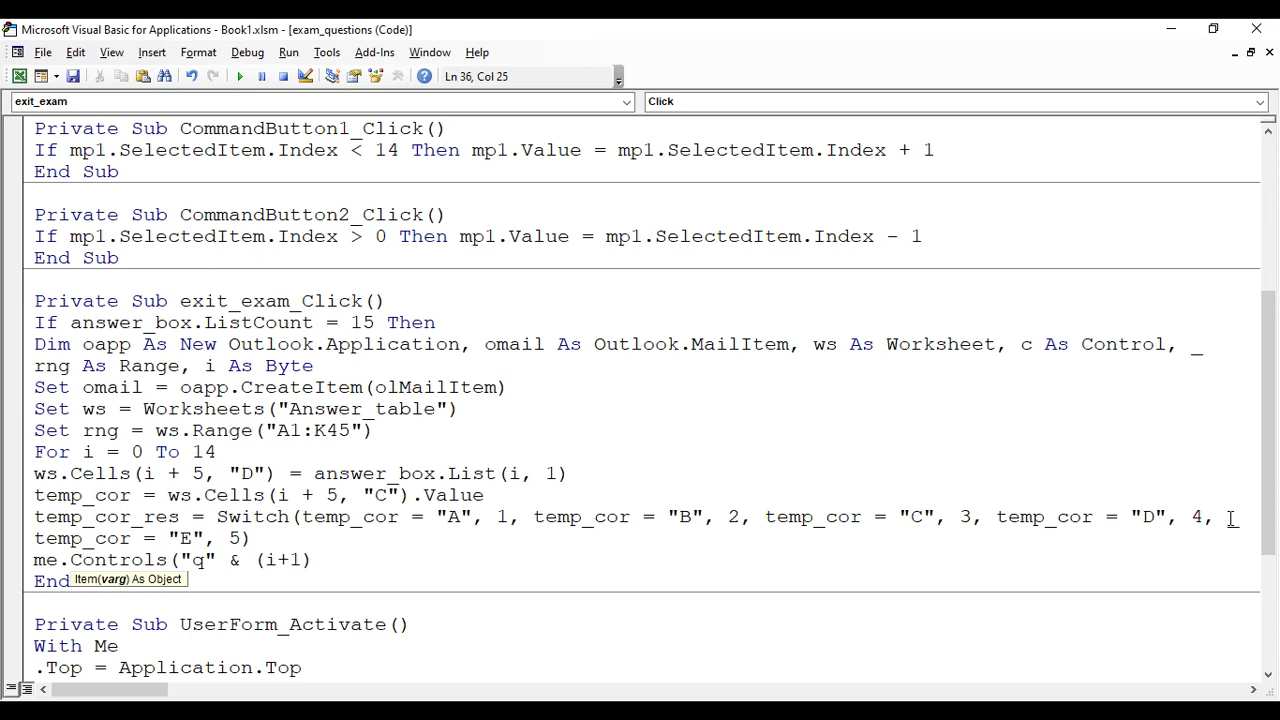 Microsoft Visual Basic for Applications - Book1.xlsm - [exam_questions (Code)]
File Edit View Insert Format Debug Run Tools Add-Ins Window Help
Ln 36, Col 25
exit_exam Click
Private Sub CommandButton1_Click()
If mp1.SelectedItem.Index < 14 Then mp1.Value = mp1.SelectedItem.Index + 1
End Sub
Private Sub CommandButton2_Click()
If mp1.SelectedItem.Index > 0 Then mp1.Value = mp1.SelectedItem.Index - 1
End Sub
Private Sub exit_exam_Click()
If answer_box.ListCount = 15 Then
Dim oapp As New Outlook.Application, omail As Outlook.MailItem, ws As Worksheet, c As Control, _
rng As Range, i As Byte
Set omail = oapp.CreateItem(olMailItem)
Set ws = Worksheets("Answer_table")
Set rng = ws.Range("A1:K45")
For i = 0 To 14
ws.Cells(i + 5, "D") = answer_box.List(i, 1)
temp_cor = ws.Cells(i + 5, "C").Value
temp_cor_res = Switch(temp_cor = "A", 1, temp_cor = "B", 2, temp_cor = "C", 3, temp_cor = "D", 4, _
temp_cor = "E", 5)
me.Controls("q" & (i+1)
End
Item(varg) As Object
Private Sub UserForm_Activate()
With Me
.Top = Application.Top